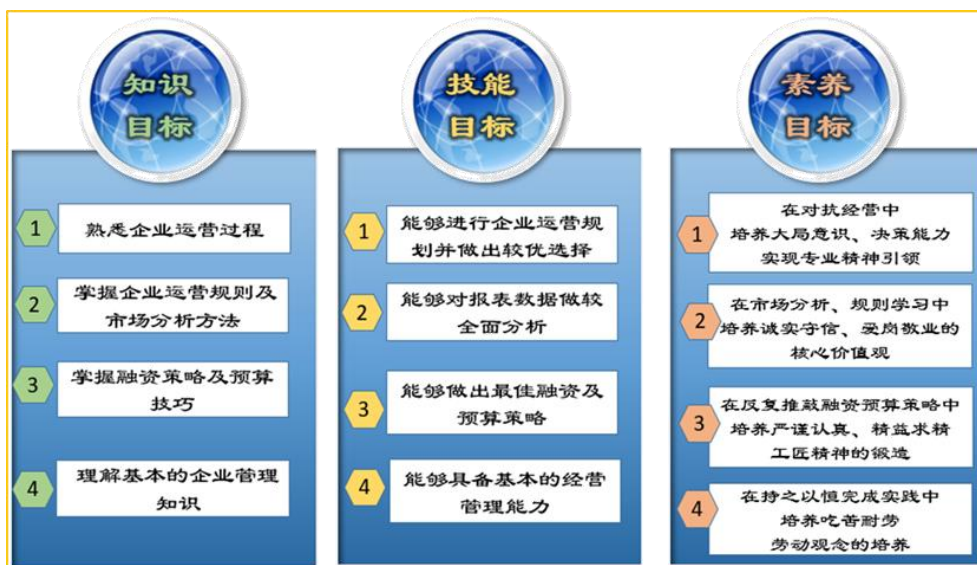 知识
目标
1
熟悉企业运营过程
2
掌握企业运营规则及
市场分析方法
3
掌握融资策略及预算
技巧
4
理解基本的企业管理
知识
技能
目标
1
能够进行企业运营规
划并做出较优选择
2
能够对报表数据做较
全面分析
3
能够做出最佳融资及
预算策略
4
能够具备基本的经营
管理能力
素养
目标
1
在对抗经营中
培养大局意识、决策能力
实现专业精神引领
2
在市场分析、规则学习中
培养诚实守信、爱岗敬业的
核心价值观
3
在反复推敲融资预算策略中
培养严谨认真、精益求精
工匠精神的锻造
4
在持之以恒完成实践中
培养吃苦耐劳
劳动观念的培养